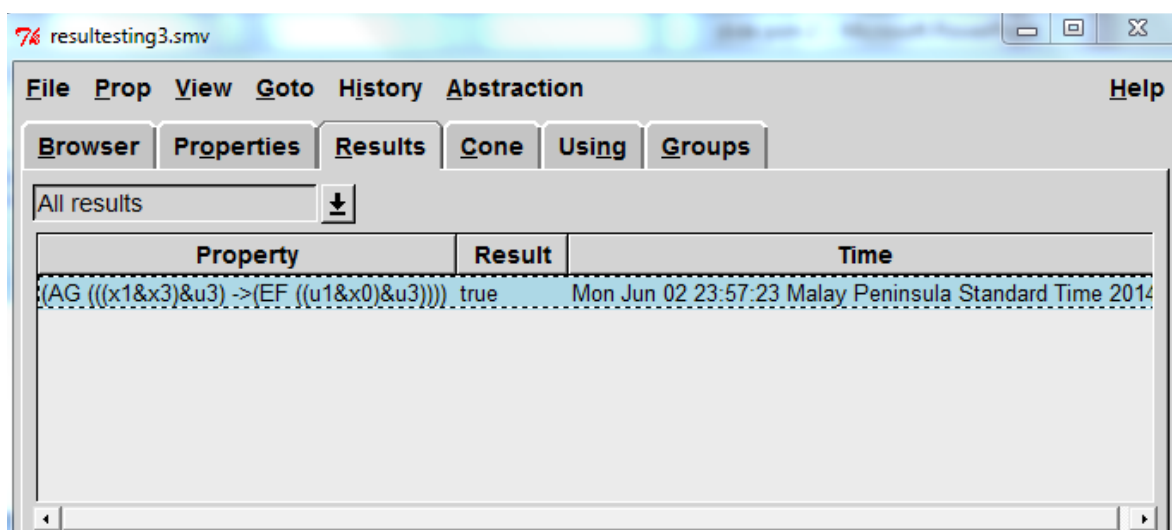 resultesting3.smv
File Prop View Goto History Abstraction Help
Browser Properties Results Cone Using Groups
All results
Property Result Time
(AG (((x1&x3)&u3) ->(EF ((u1&x0)&u3)))) true Mon Jun 02 23:57:23 Malay Peninsula Standard Time 2014